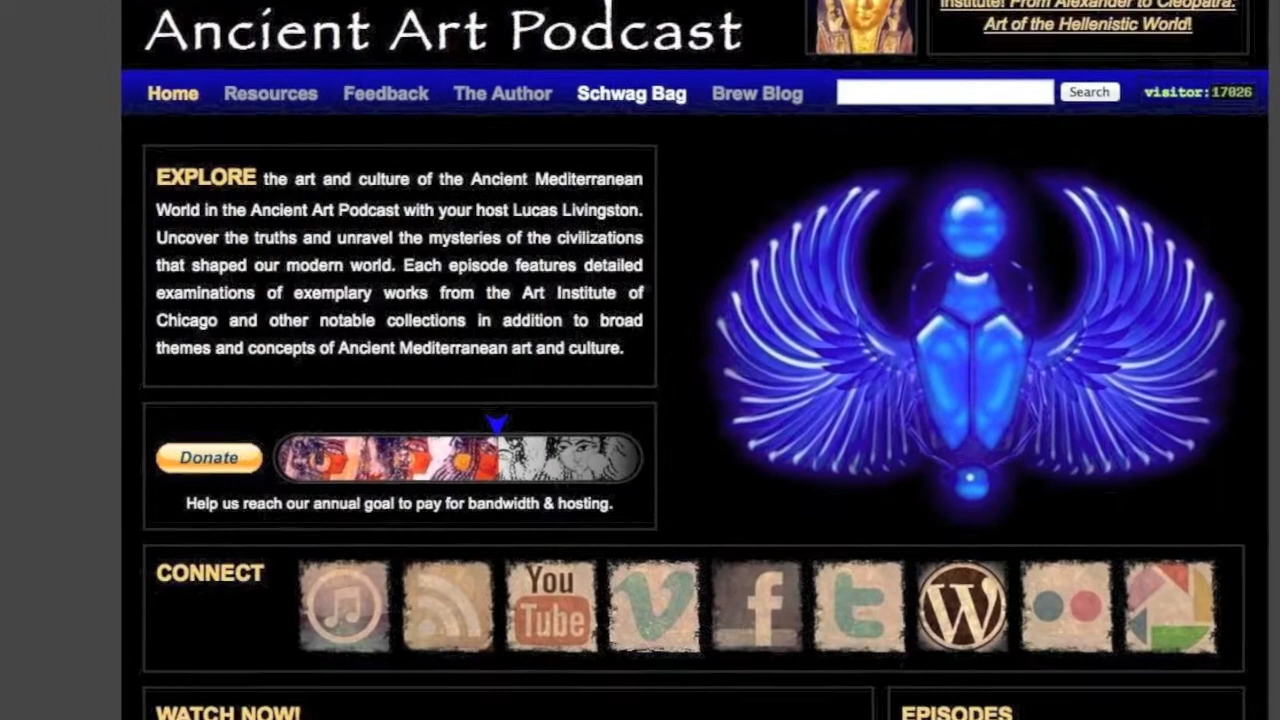 Ancient Art Podcast
Institute! From Alexander to Cleopatra:
Art of the Hellenistic World!
Home Resources Feedback The Author Schwag Bag Brew Blog Search visitor:17026
EXPLORE the art and culture of the Ancient Mediterranean
World in the Ancient Art Podcast with your host Lucas Livingston.
Uncover the truths and unravel the mysteries of the civilizations
that shaped our modern world. Each episode features detailed
examinations of exemplary works from the Art Institute of
Chicago and other notable collections in addition to broad
themes and concepts of Ancient Mediterranean art and culture.
Donate
Help us reach our annual goal to pay for bandwidth & hosting.
CONNECT
You
Tube
WATCH NOW!
EPISODES